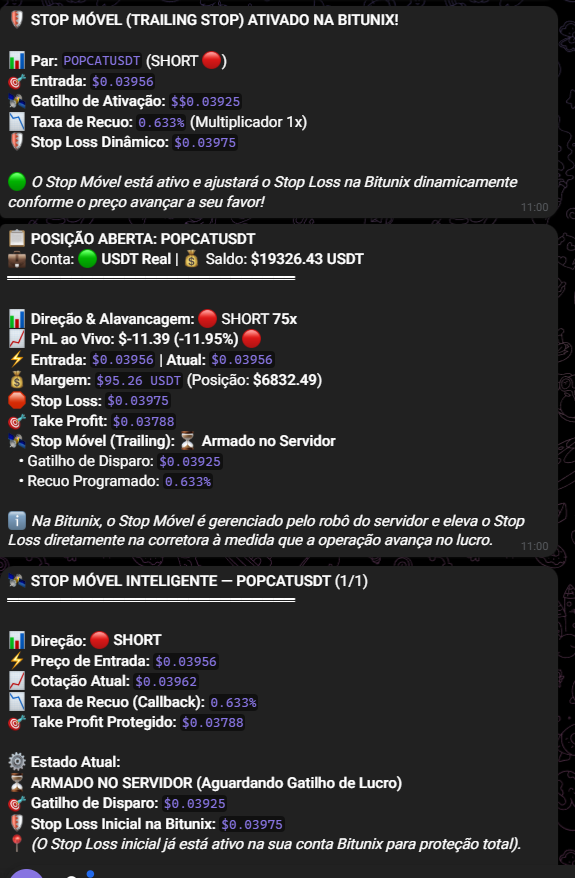 STOP MÓVEL (TRAILING STOP) ATIVADO NA BITUNIX!
Par: POPCATUSDT (SHORT 🔴)
Entrada: $0.03956
Gatilho de Ativação: $$0.03925
Taxa de Recuo: 0.633% (Multiplicador 1x)
Stop Loss Dinâmico: $0.03975
O Stop Móvel está ativo e ajustará o Stop Loss na Bitunix dinamicamente
conforme o preço avançar a seu favor!
11:00
POSIÇÃO ABERTA: POPCATUSDT
Conta: 🟢 USDT Real | 💰 Saldo: $19326.43 USDT
Direção & Alavancagem: 🔴 SHORT 75x
PnL ao Vivo: $-11.39 (-11.95%) 🔴
Entrada: $0.03956 | Atual: $0.03956
Margem: $95.26 USDT (Posição: $6832.49)
Stop Loss: $0.03975
Take Profit: $0.03788
Stop Móvel (Trailing): ⏳ Armado no Servidor
• Gatilho de Disparo: $0.03925
• Recuo Programado: 0.633%
Na Bitunix, o Stop Móvel é gerenciado pelo robô do servidor e eleva o Stop
Loss diretamente na corretora à medida que a operação avança no lucro.
11:00
STOP MÓVEL INTELIGENTE — POPCATUSDT (1/1)
Direção: 🔴 SHORT
Preço de Entrada: $0.03956
Cotação Atual: $0.03962
Taxa de Recuo (Callback): 0.633%
Take Profit Protegido: $0.03788
Estado Atual:
ARMADO NO SERVIDOR (Aguardando Gatilho de Lucro)
Gatilho de Disparo: $0.03925
Stop Loss Inicial na Bitunix: $0.03975
(O Stop Loss inicial já está ativo na sua conta Bitunix para proteção total).